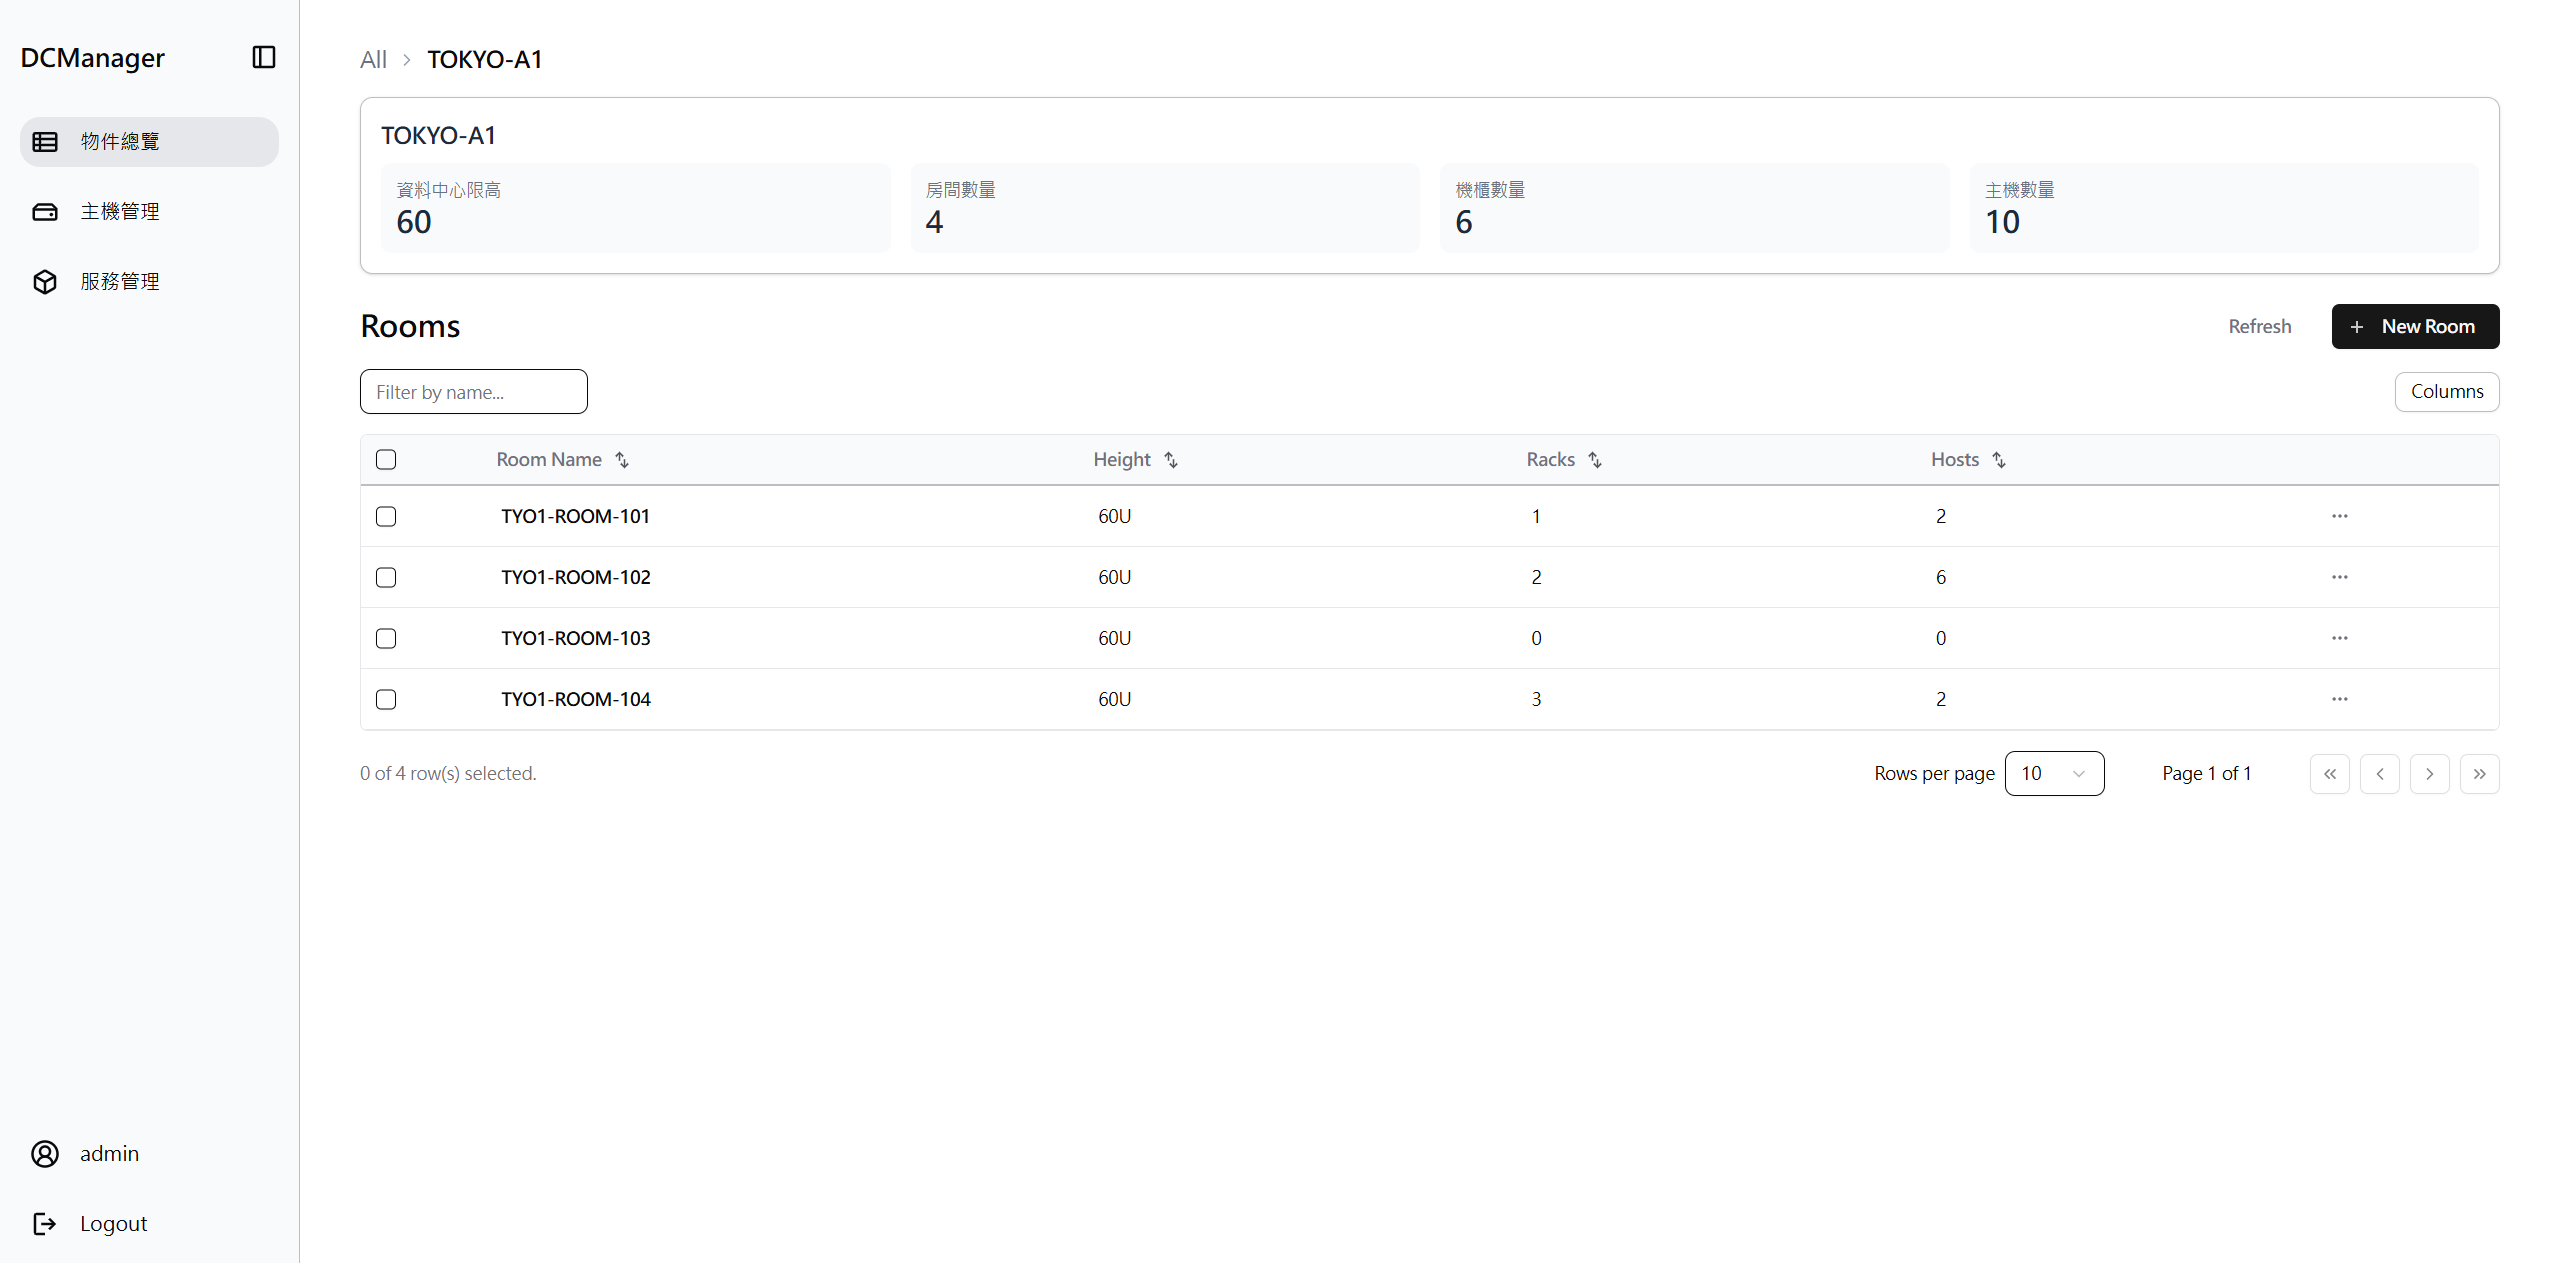 DCManager
物件總覽
主機管理
服務管理
admin
Logout
All > TOKYO-A1
TOKYO-A1
資料中心限高
60
房間數量
4
機櫃數量
6
主機數量
10
Rooms
Refresh
+ New Room
Filter by name...
Columns
Room Name Height Racks Hosts
TYO1-ROOM-101 60U 1 2 ...
TYO1-ROOM-102 60U 2 6 ...
TYO1-ROOM-103 60U 0 0 ...
TYO1-ROOM-104 60U 3 2 ...
0 of 4 row(s) selected.
Rows per page 10 Page 1 of 1